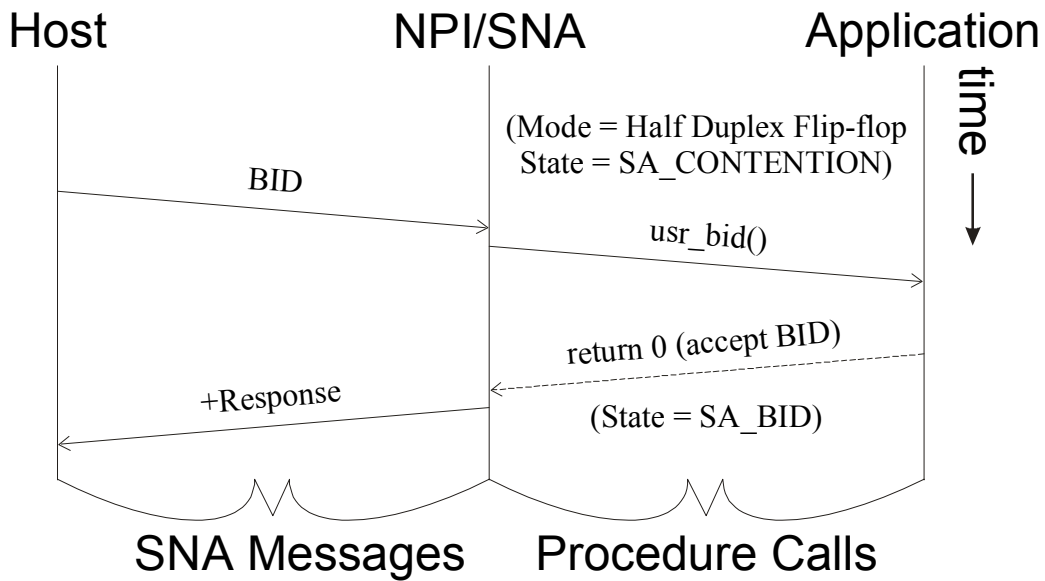 Host
NPI/SNA
Application
time
(Mode = Half Duplex Flip-flop
State = SA_CONTENTION)
BID
usr_bid()
return 0 (accept BID)
+Response
(State = SA_BID)
SNA Messages
Procedure Calls